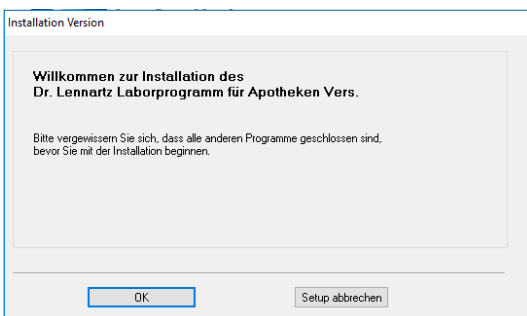 Installation Version
Willkommen zur Installation des
Dr. Lennartz Laborprogramm für Apotheken Vers.
Bitte vergewissern Sie sich, dass alle anderen Programme geschlossen sind,
bevor Sie mit der Installation beginnen.
OK
Setup abbrechen